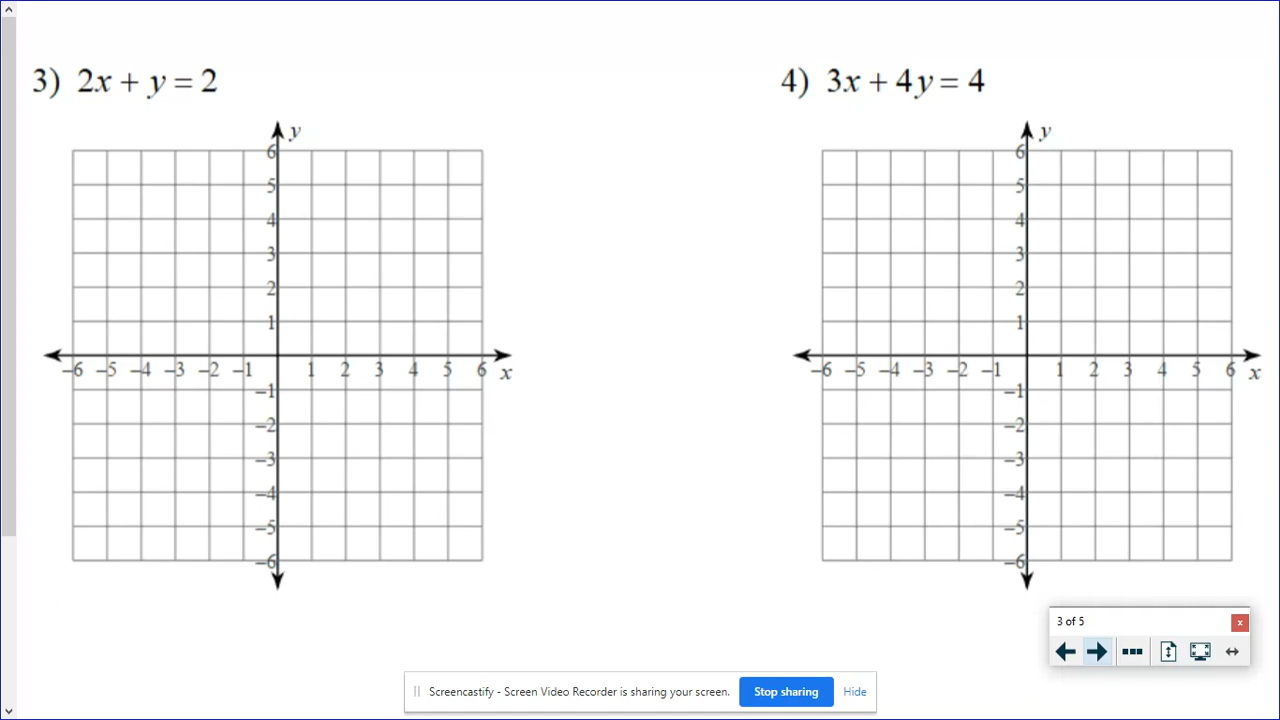 3) 2x + y = 2
4) 3x + 4y = 4
y
6
5
4
3
2
1
−6 −5 −4 −3 −2 −1 1 2 3 4 5 6 x
−1
−2
−3
−4
−5
−6
y
6
5
4
3
2
1
−6 −5 −4 −3 −2 −1 1 2 3 4 5 6 x
−1
−2
−3
−4
−5
−6
3 of 5
x
Screencastify - Screen Video Recorder is sharing your screen.
Stop sharing
Hide